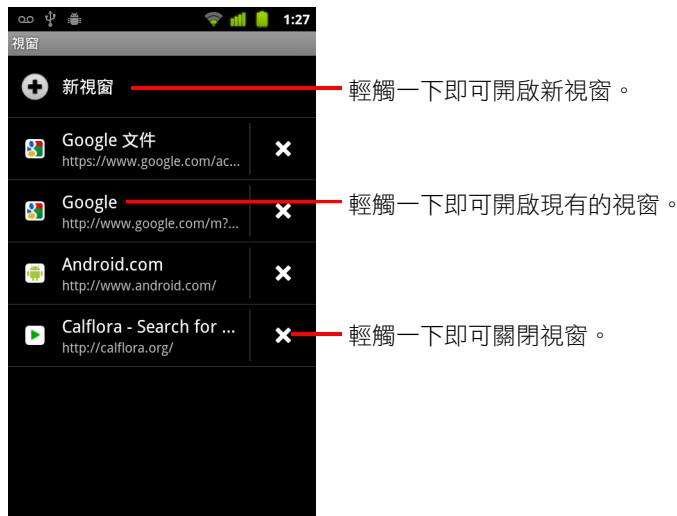 1:27
視窗
新視窗
輕觸一下即可開啟新視窗。
Google 文件
https://www.google.com/ac...
Google
http://www.google.com/m?...
輕觸一下即可開啟現有的視窗。
Android.com
http://www.android.com/
Calflora - Search for ...
http://calflora.org/
輕觸一下即可關閉視窗。